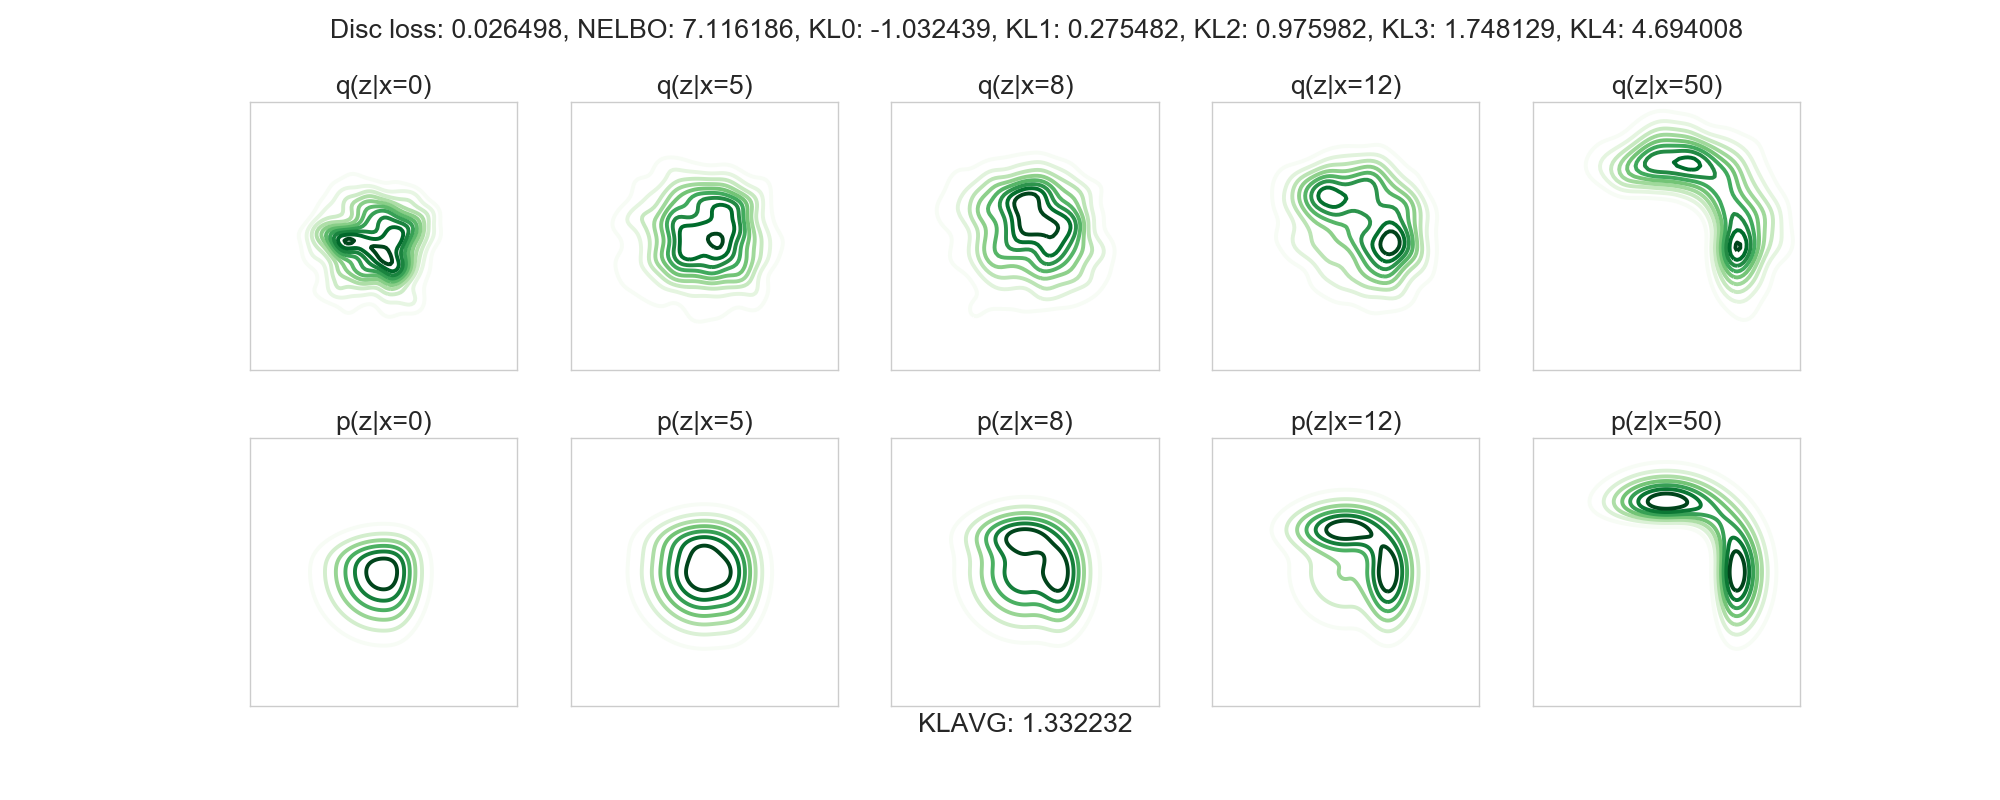 Disc loss: 0.026498, NELBO: 7.116186, KL0: -1.032439, KL1: 0.275482, KL2: 0.975982, KL3: 1.748129, KL4: 4.694008
q(z|x=0) q(z|x=5) q(z|x=8) q(z|x=12) q(z|x=50)
p(z|x=0) p(z|x=5) p(z|x=8) p(z|x=12) p(z|x=50)
KLAVG: 1.332232